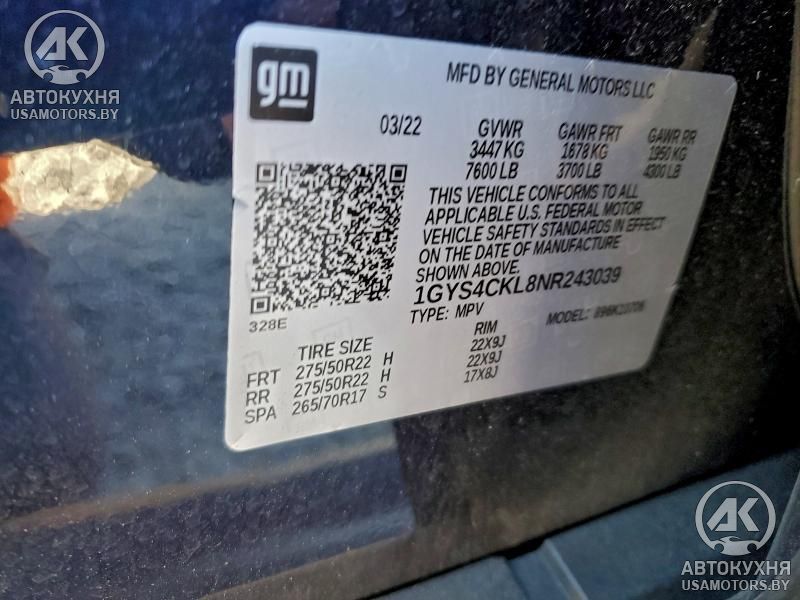 AK
АВТОКУХНЯ
USAMOTORS.BY
gm
MFD BY GENERAL MOTORS LLC
03/22 GVWR GAWR FRT GAWR RR
3447 KG 1678 KG 1950 KG
7600 LB 3700 LB 4300 LB
THIS VEHICLE CONFORMS TO ALL
APPLICABLE U.S. FEDERAL MOTOR
VEHICLE SAFETY STANDARDS IN EFFECT
ON THE DATE OF MANUFACTURE
SHOWN ABOVE.
1GYS4CKL8NR243039
TYPE: MPV MODEL:
328E
TIRE SIZE RIM
FRT 275/50R22 H 22X9J
RR 275/50R22 H 22X9J
SPA 265/70R17 S 17X8J
AK
АВТОКУХНЯ
USAMOTORS.BY